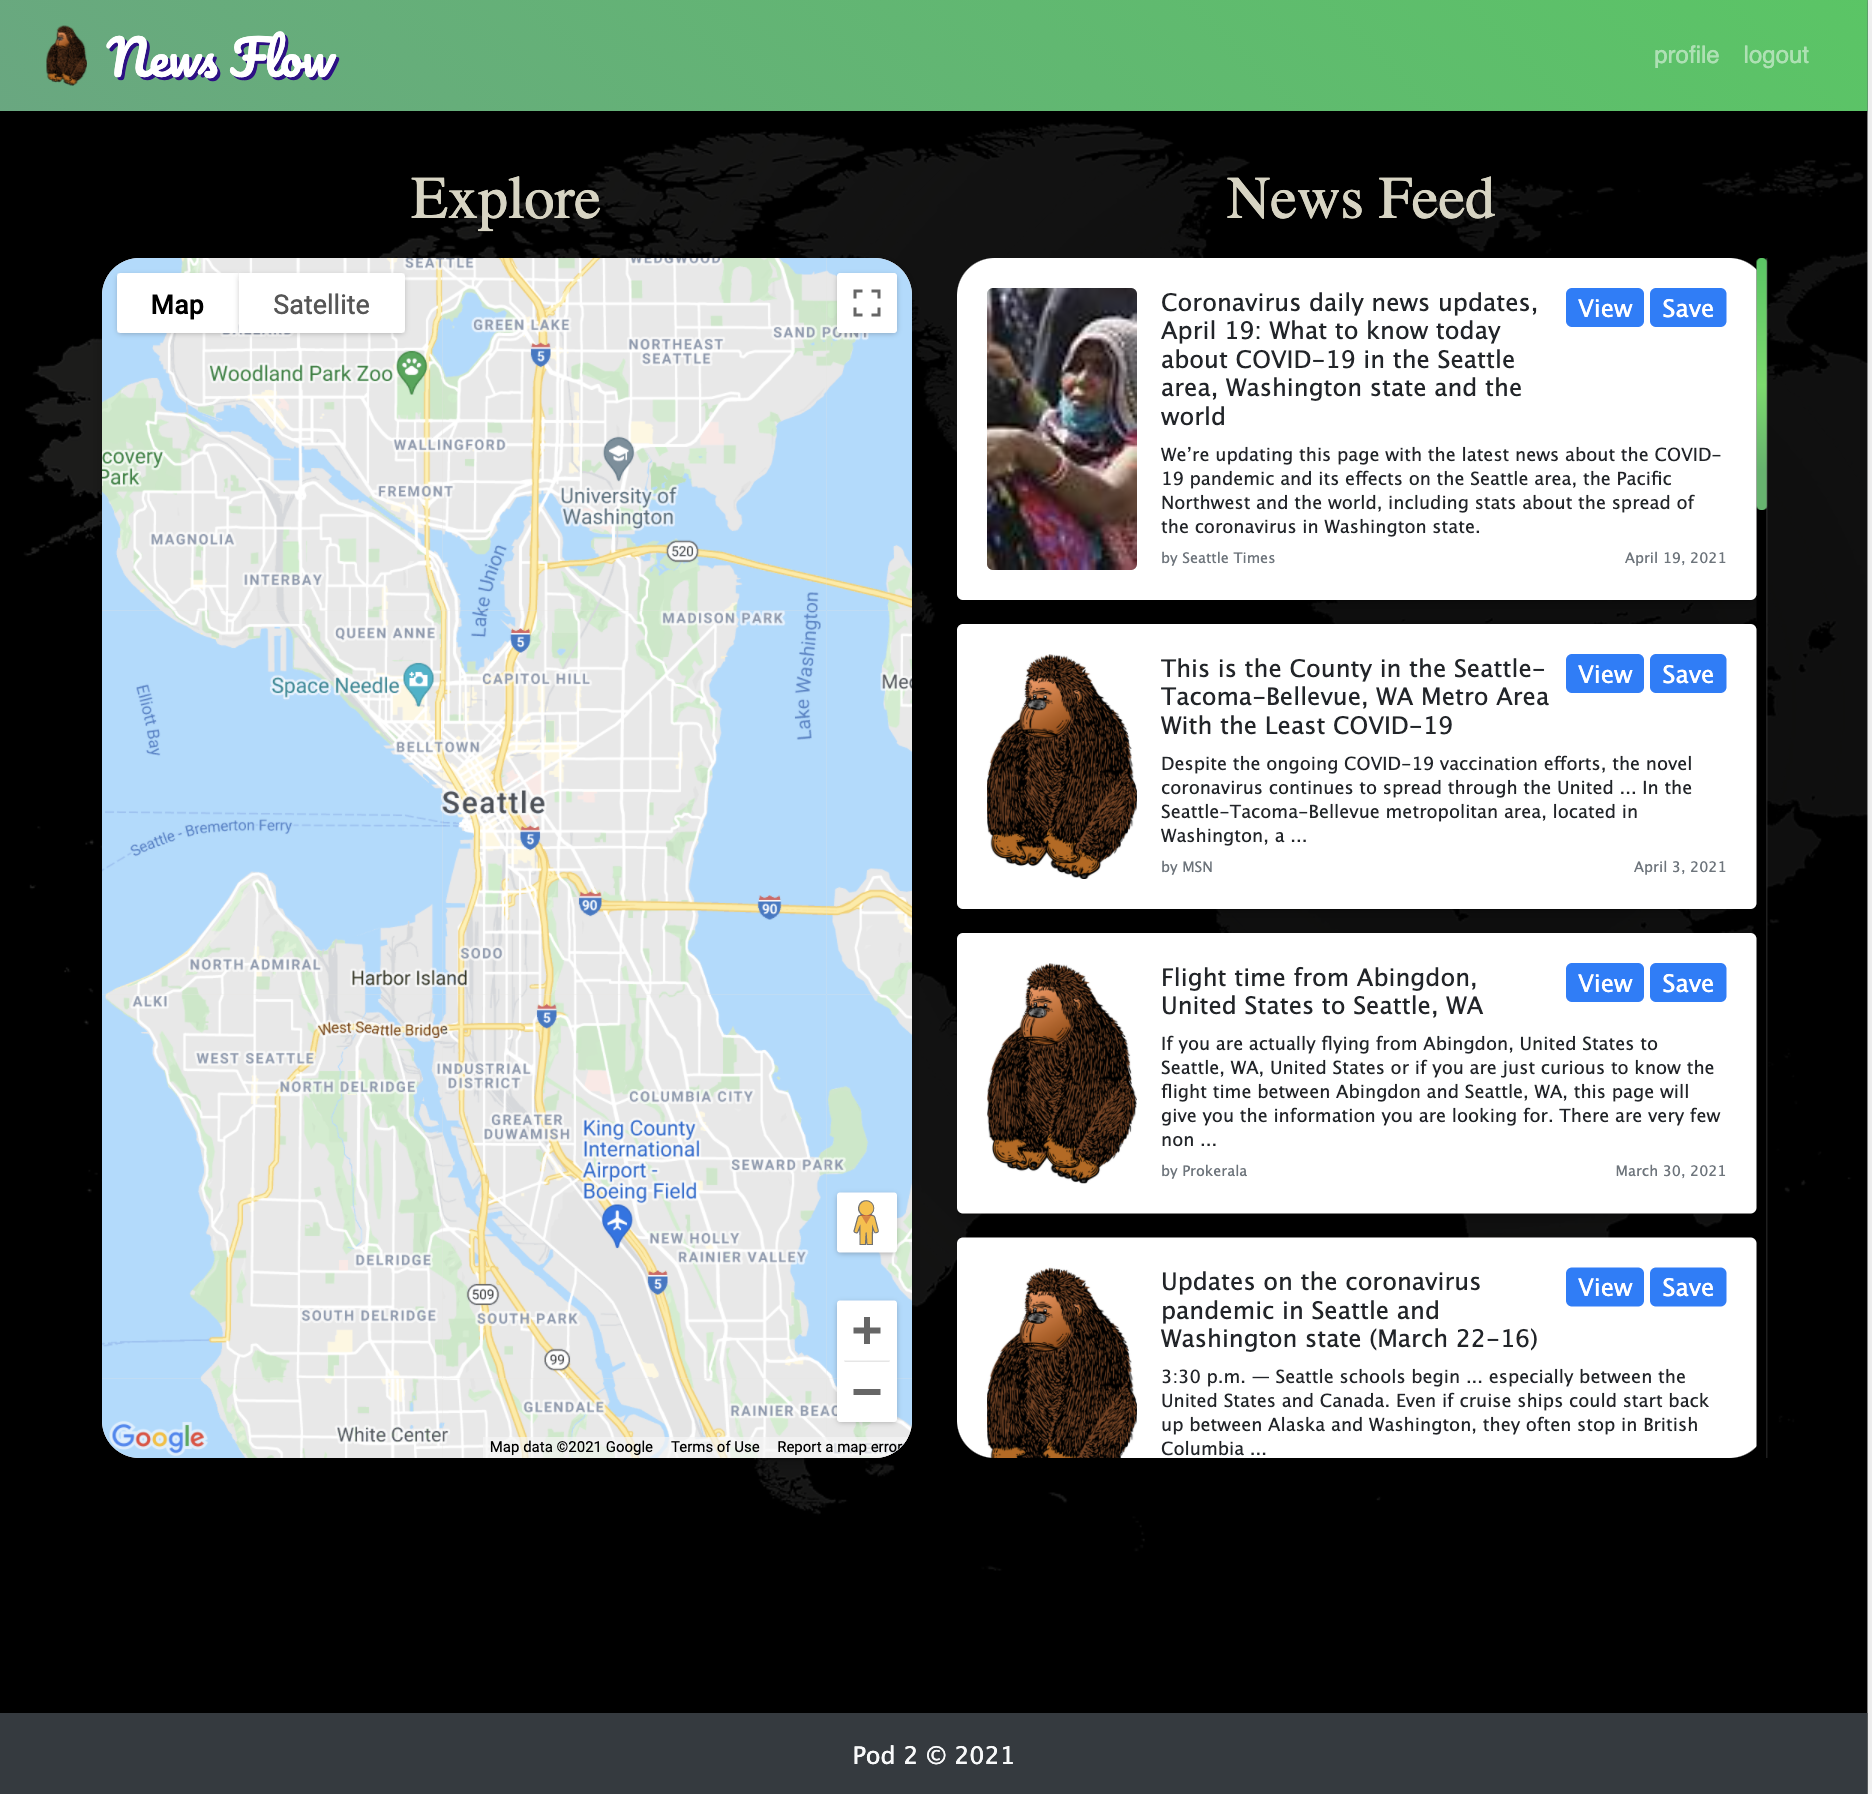 News Flow
profile logout
Explore
News Feed
Map
Satellite
SEATTLE
WEDGWOOD
GREEN LAKE
SAND POINT
NORTHEAST
SEATTLE
5
Woodland Park Zoo
covery
Park
WALLINGFORD
FREMONT
University of
Washington
MAGNOLIA
520
INTERBAY
Lake Union
MADISON PARK
QUEEN ANNE
5
Lake Washington
Space Needle
CAPITOL HILL
Med
Elliott Bay
BELLTOWN
Seattle
Seattle - Bremerton Ferry
5
90
90
SODO
NORTH ADMIRAL
Harbor Island
ALKI
5
West Seattle Bridge
WEST SEATTLE
INDUSTRIAL
DISTRICT
NORTH DELRIDGE
COLUMBIA CITY
GREATER
DUWAMISH
King County
International
Airport -
Boeing Field
SEWARD PARK
NEW HOLLY
RAINIER VALLEY
DELRIDGE
5
509
SOUTH DELRIDGE
SOUTH PARK
99
GLENDALE
RAINIER BEAC
White Center
Google
Map data ©2021 Google
Terms of Use
Report a map error
Coronavirus daily news updates,
April 19: What to know today
about COVID-19 in the Seattle
area, Washington state and the
world
View Save
We’re updating this page with the latest news about the COVID-
19 pandemic and its effects on the Seattle area, the Pacific
Northwest and the world, including stats about the spread of
the coronavirus in Washington state.
by Seattle Times
April 19, 2021
This is the County in the Seattle-
Tacoma-Bellevue, WA Metro Area
With the Least COVID-19
View Save
Despite the ongoing COVID-19 vaccination efforts, the novel
coronavirus continues to spread through the United ... In the
Seattle-Tacoma-Bellevue metropolitan area, located in
Washington, a ...
by MSN
April 3, 2021
Flight time from Abingdon,
United States to Seattle, WA
View Save
If you are actually flying from Abingdon, United States to
Seattle, WA, United States or if you are just curious to know the
flight time between Abingdon and Seattle, WA, this page will
give you the information you are looking for. There are very few
non ...
by Prokerala
March 30, 2021
Updates on the coronavirus
pandemic in Seattle and
Washington state (March 22-16)
View Save
3:30 p.m. — Seattle schools begin ... especially between the
United States and Canada. Even if cruise ships could start back
up between Alaska and Washington, they often stop in British
Columbia ...
Pod 2 © 2021